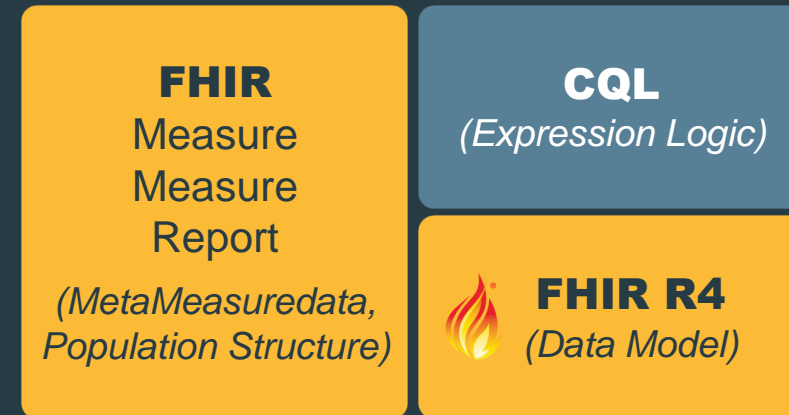 FHIR
Measure
Measure
Report
(MetaMeasuredata,
Population Structure)
CQL
(Expression Logic)
FHIR R4
(Data Model)